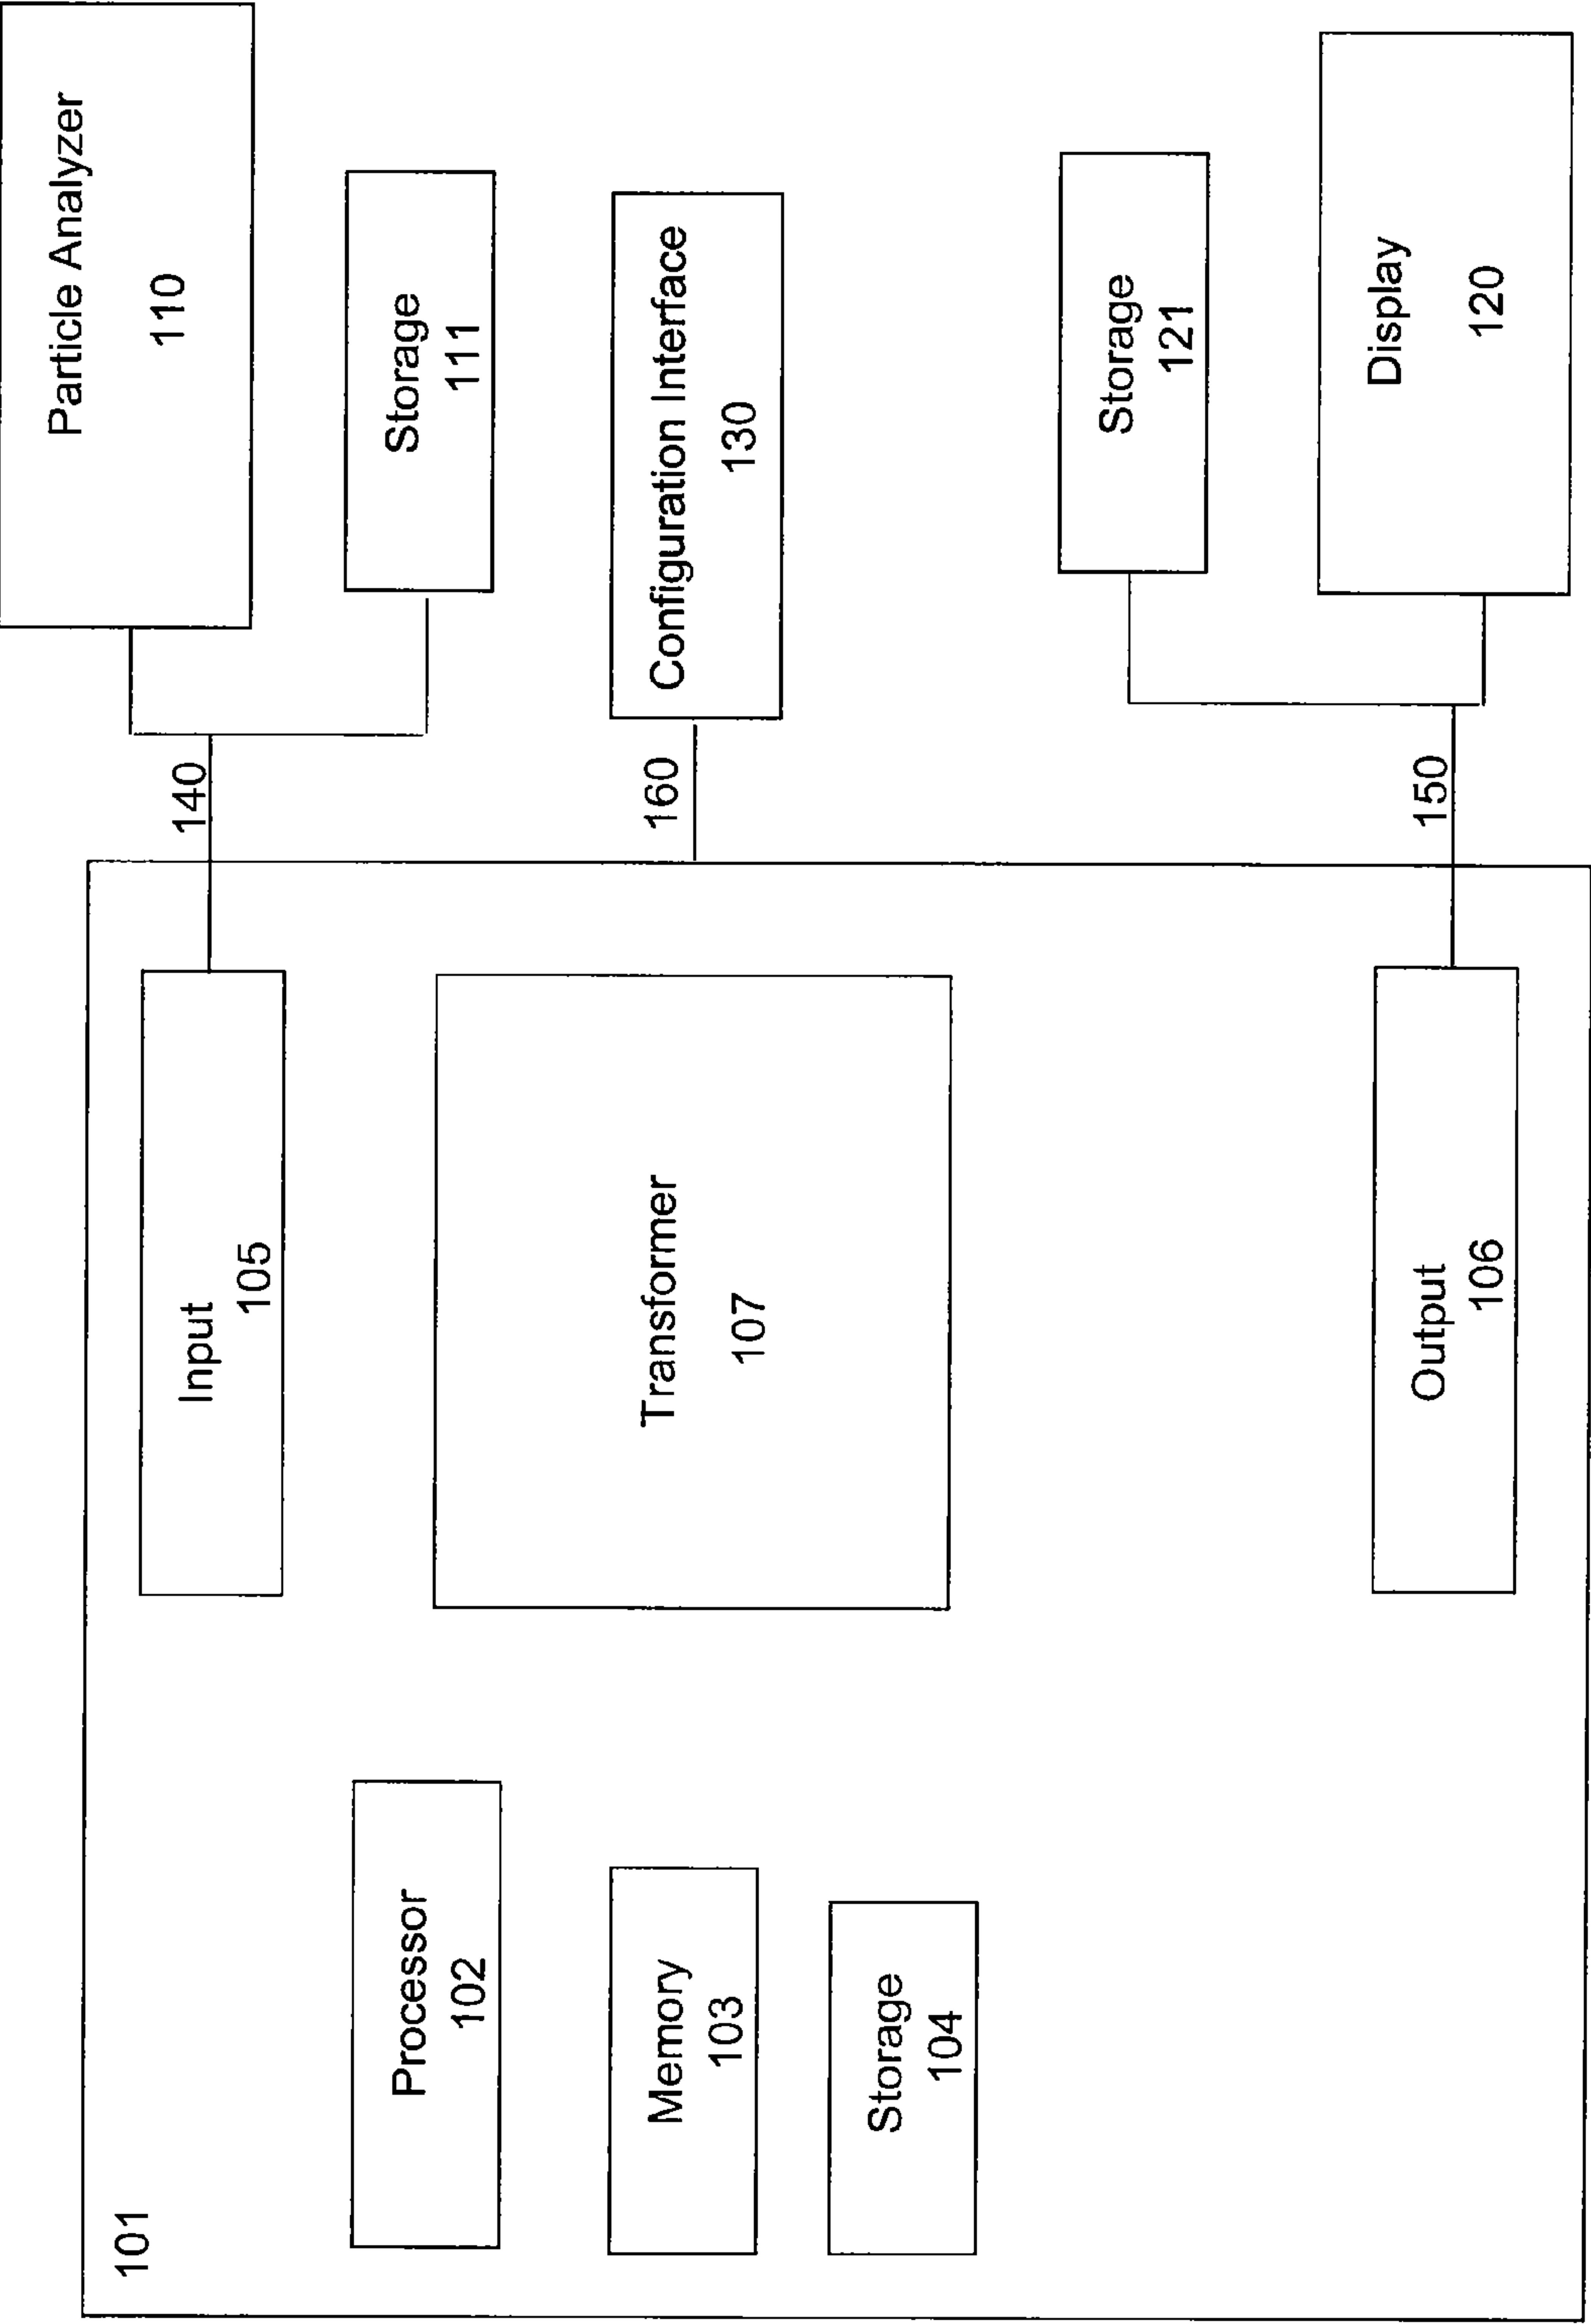 101
Processor
102
Memory
103
Storage
104
Input
105
Transformer
107
Output
106
140
160
150
Particle Analyzer
110
Storage
111
Configuration Interface
130
Storage
121
Display
120